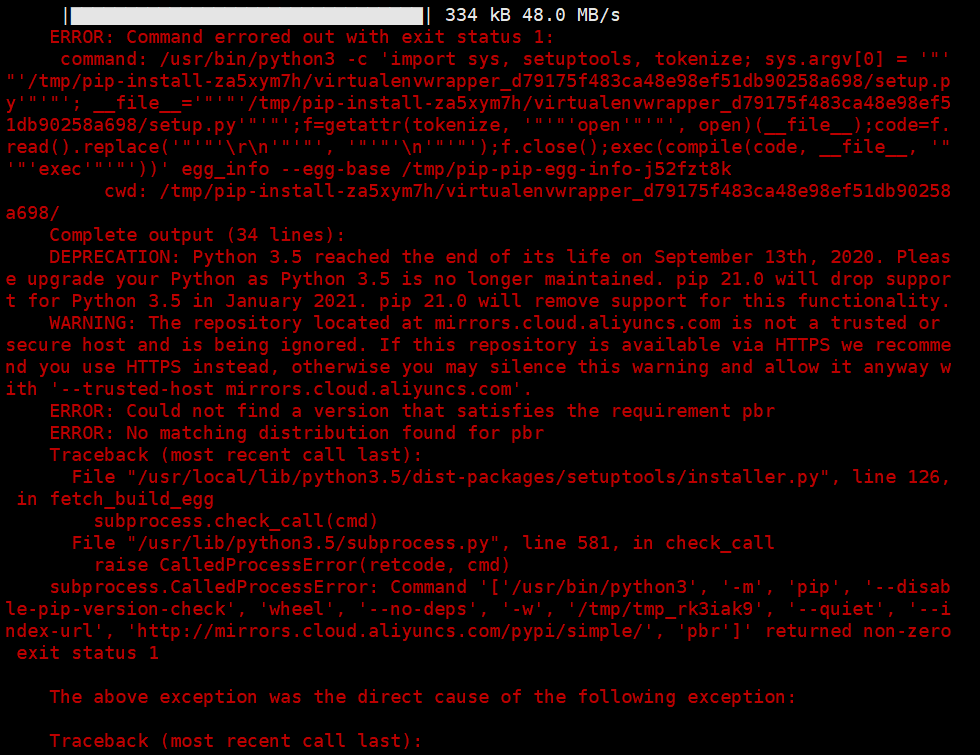 |████████████████████████████████| 334 kB 48.0 MB/s
    ERROR: Command errored out with exit status 1:
     command: /usr/bin/python3 -c 'import sys, setuptools, tokenize; sys.argv[0] = '"'
"'/tmp/pip-install-za5xym7h/virtualenvwrapper_d79175f483ca48e98ef51db90258a698/setup.p
y'"'"'; __file__='"'"'/tmp/pip-install-za5xym7h/virtualenvwrapper_d79175f483ca48e98ef5
1db90258a698/setup.py'"'"';f=getattr(tokenize, '"'"'open'"'"', open)(__file__);code=f.
read().replace('"'"'\r\n'"'"', '"'"'\n'"'"');f.close();exec(compile(code, __file__, '"
'"'exec'"'"'))' egg_info --egg-base /tmp/pip-pip-egg-info-j52fzt8k
         cwd: /tmp/pip-install-za5xym7h/virtualenvwrapper_d79175f483ca48e98ef51db90258
a698/
    Complete output (34 lines):
    DEPRECATION: Python 3.5 reached the end of its life on September 13th, 2020. Pleas
e upgrade your Python as Python 3.5 is no longer maintained. pip 21.0 will drop suppor
t for Python 3.5 in January 2021. pip 21.0 will remove support for this functionality.
    WARNING: The repository located at mirrors.cloud.aliyuncs.com is not a trusted or
secure host and is being ignored. If this repository is available via HTTPS we recomme
nd you use HTTPS instead, otherwise you may silence this warning and allow it anyway w
ith '--trusted-host mirrors.cloud.aliyuncs.com'.
    ERROR: Could not find a version that satisfies the requirement pbr
    ERROR: No matching distribution found for pbr
    Traceback (most recent call last):
      File "/usr/local/lib/python3.5/dist-packages/setuptools/installer.py", line 126,
 in fetch_build_egg
        subprocess.check_call(cmd)
      File "/usr/lib/python3.5/subprocess.py", line 581, in check_call
        raise CalledProcessError(retcode, cmd)
    subprocess.CalledProcessError: Command '['/usr/bin/python3', '-m', 'pip', '--disab
le-pip-version-check', 'wheel', '--no-deps', '-w', '/tmp/tmp_rk3iak9', '--quiet', '--i
ndex-url', 'http://mirrors.cloud.aliyuncs.com/pypi/simple/', 'pbr']' returned non-zero
 exit status 1
    The above exception was the direct cause of the following exception:
    Traceback (most recent call last):